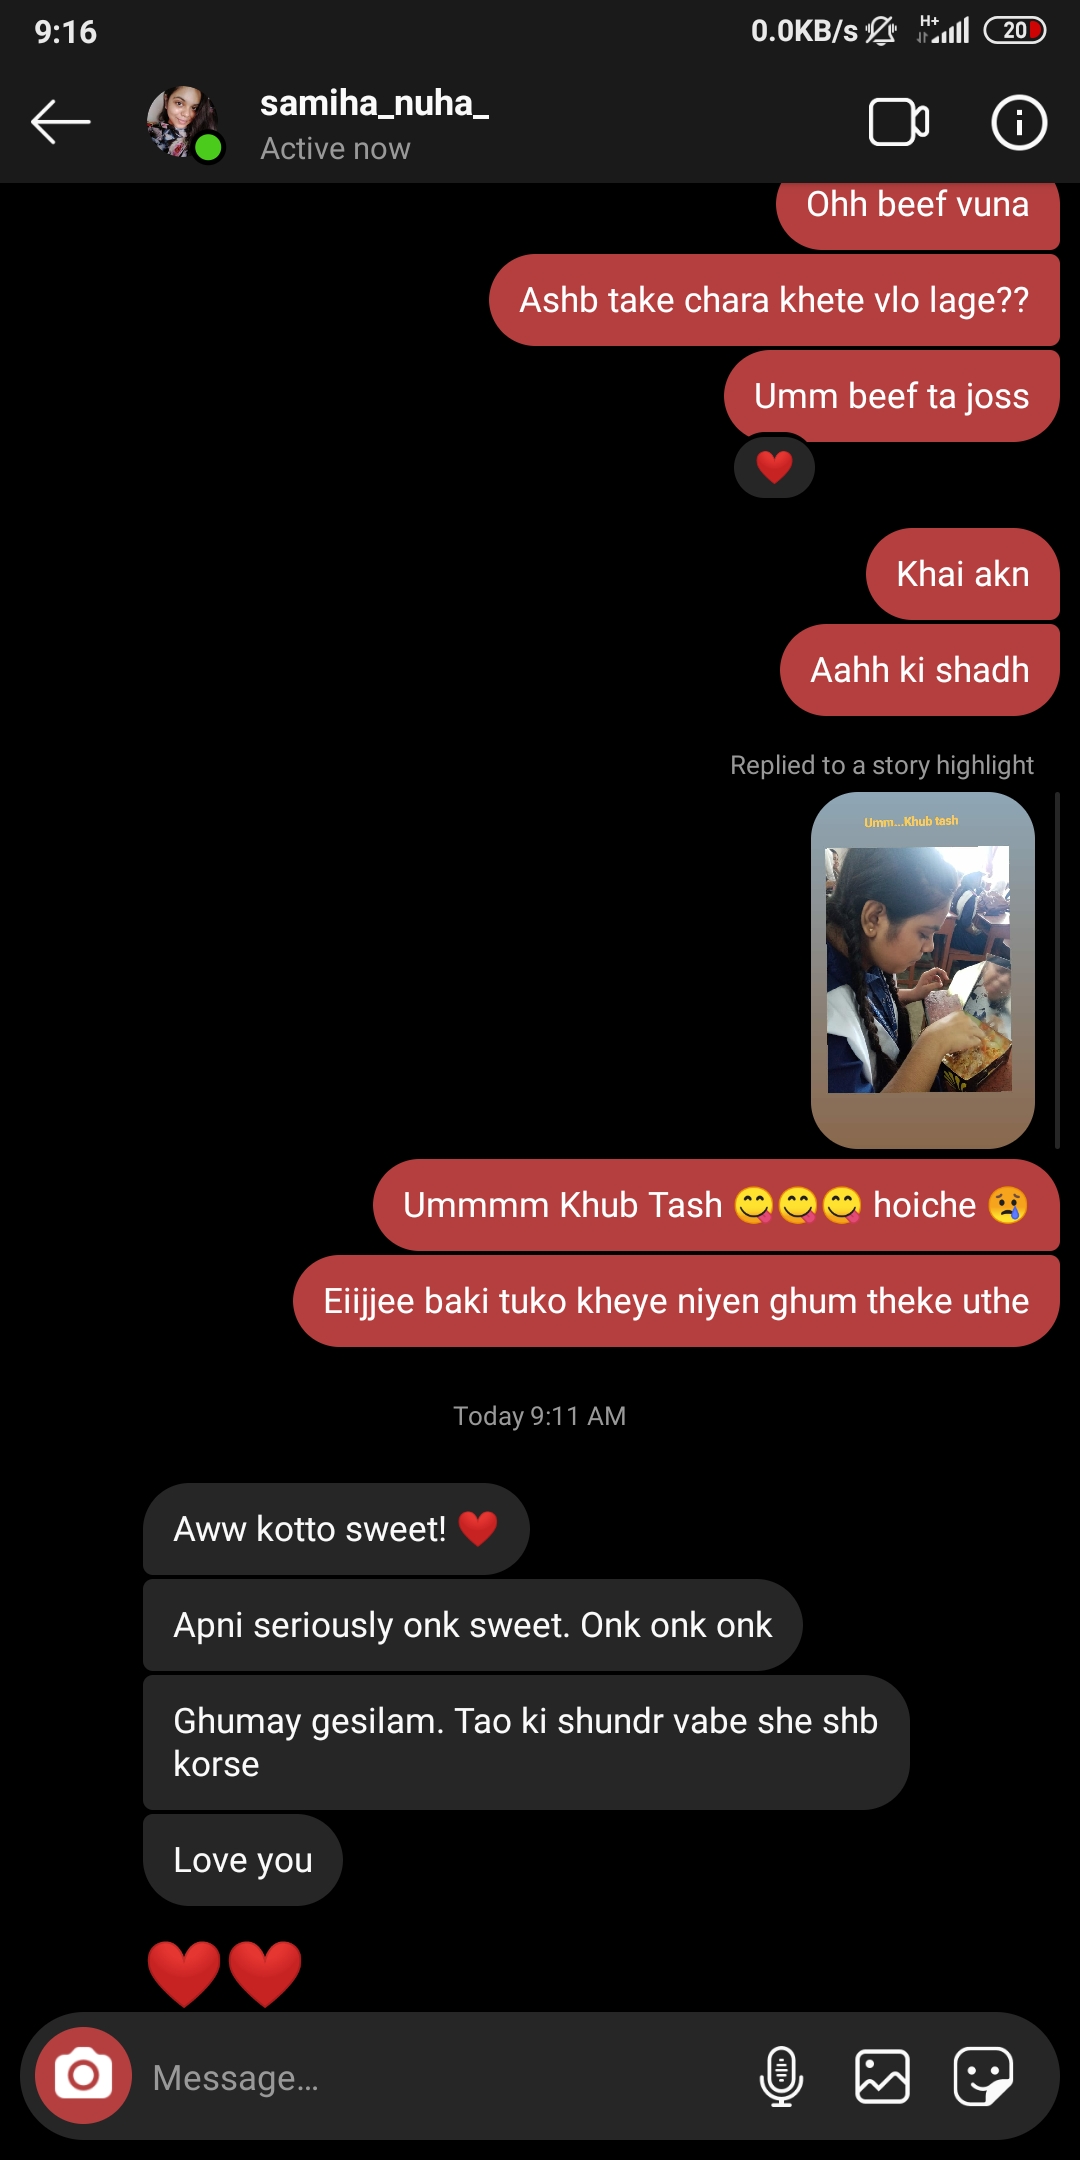 9:16
0.0KB/s
H+
20
samiha_nuha_
Active now
Ohh beef vuna
Ashb take chara khete vlo lage??
Umm beef ta joss
❤️
Khai akn
Aahh ki shadh
Replied to a story highlight
Umm...Khub tash
Ummmm Khub Tash 😋😋😋 hoiche 😢
Eiijjee baki tuko kheye niyen ghum theke uthe
Today 9:11 AM
Aww kotto sweet! ❤️
Apni seriously onk sweet. Onk onk onk
Ghumay gesilam. Tao ki shundr vabe she shb
korse
Love you
❤️❤️
Message...